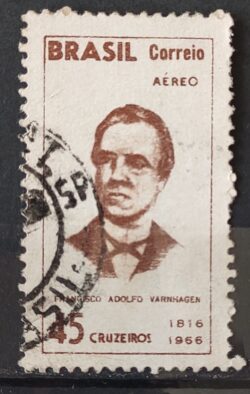 BRASIL Correio
AÉREO
SP
FRANCISCO ADOLFO VARNHAGEN
45 CRUZEIROS
1816
1966